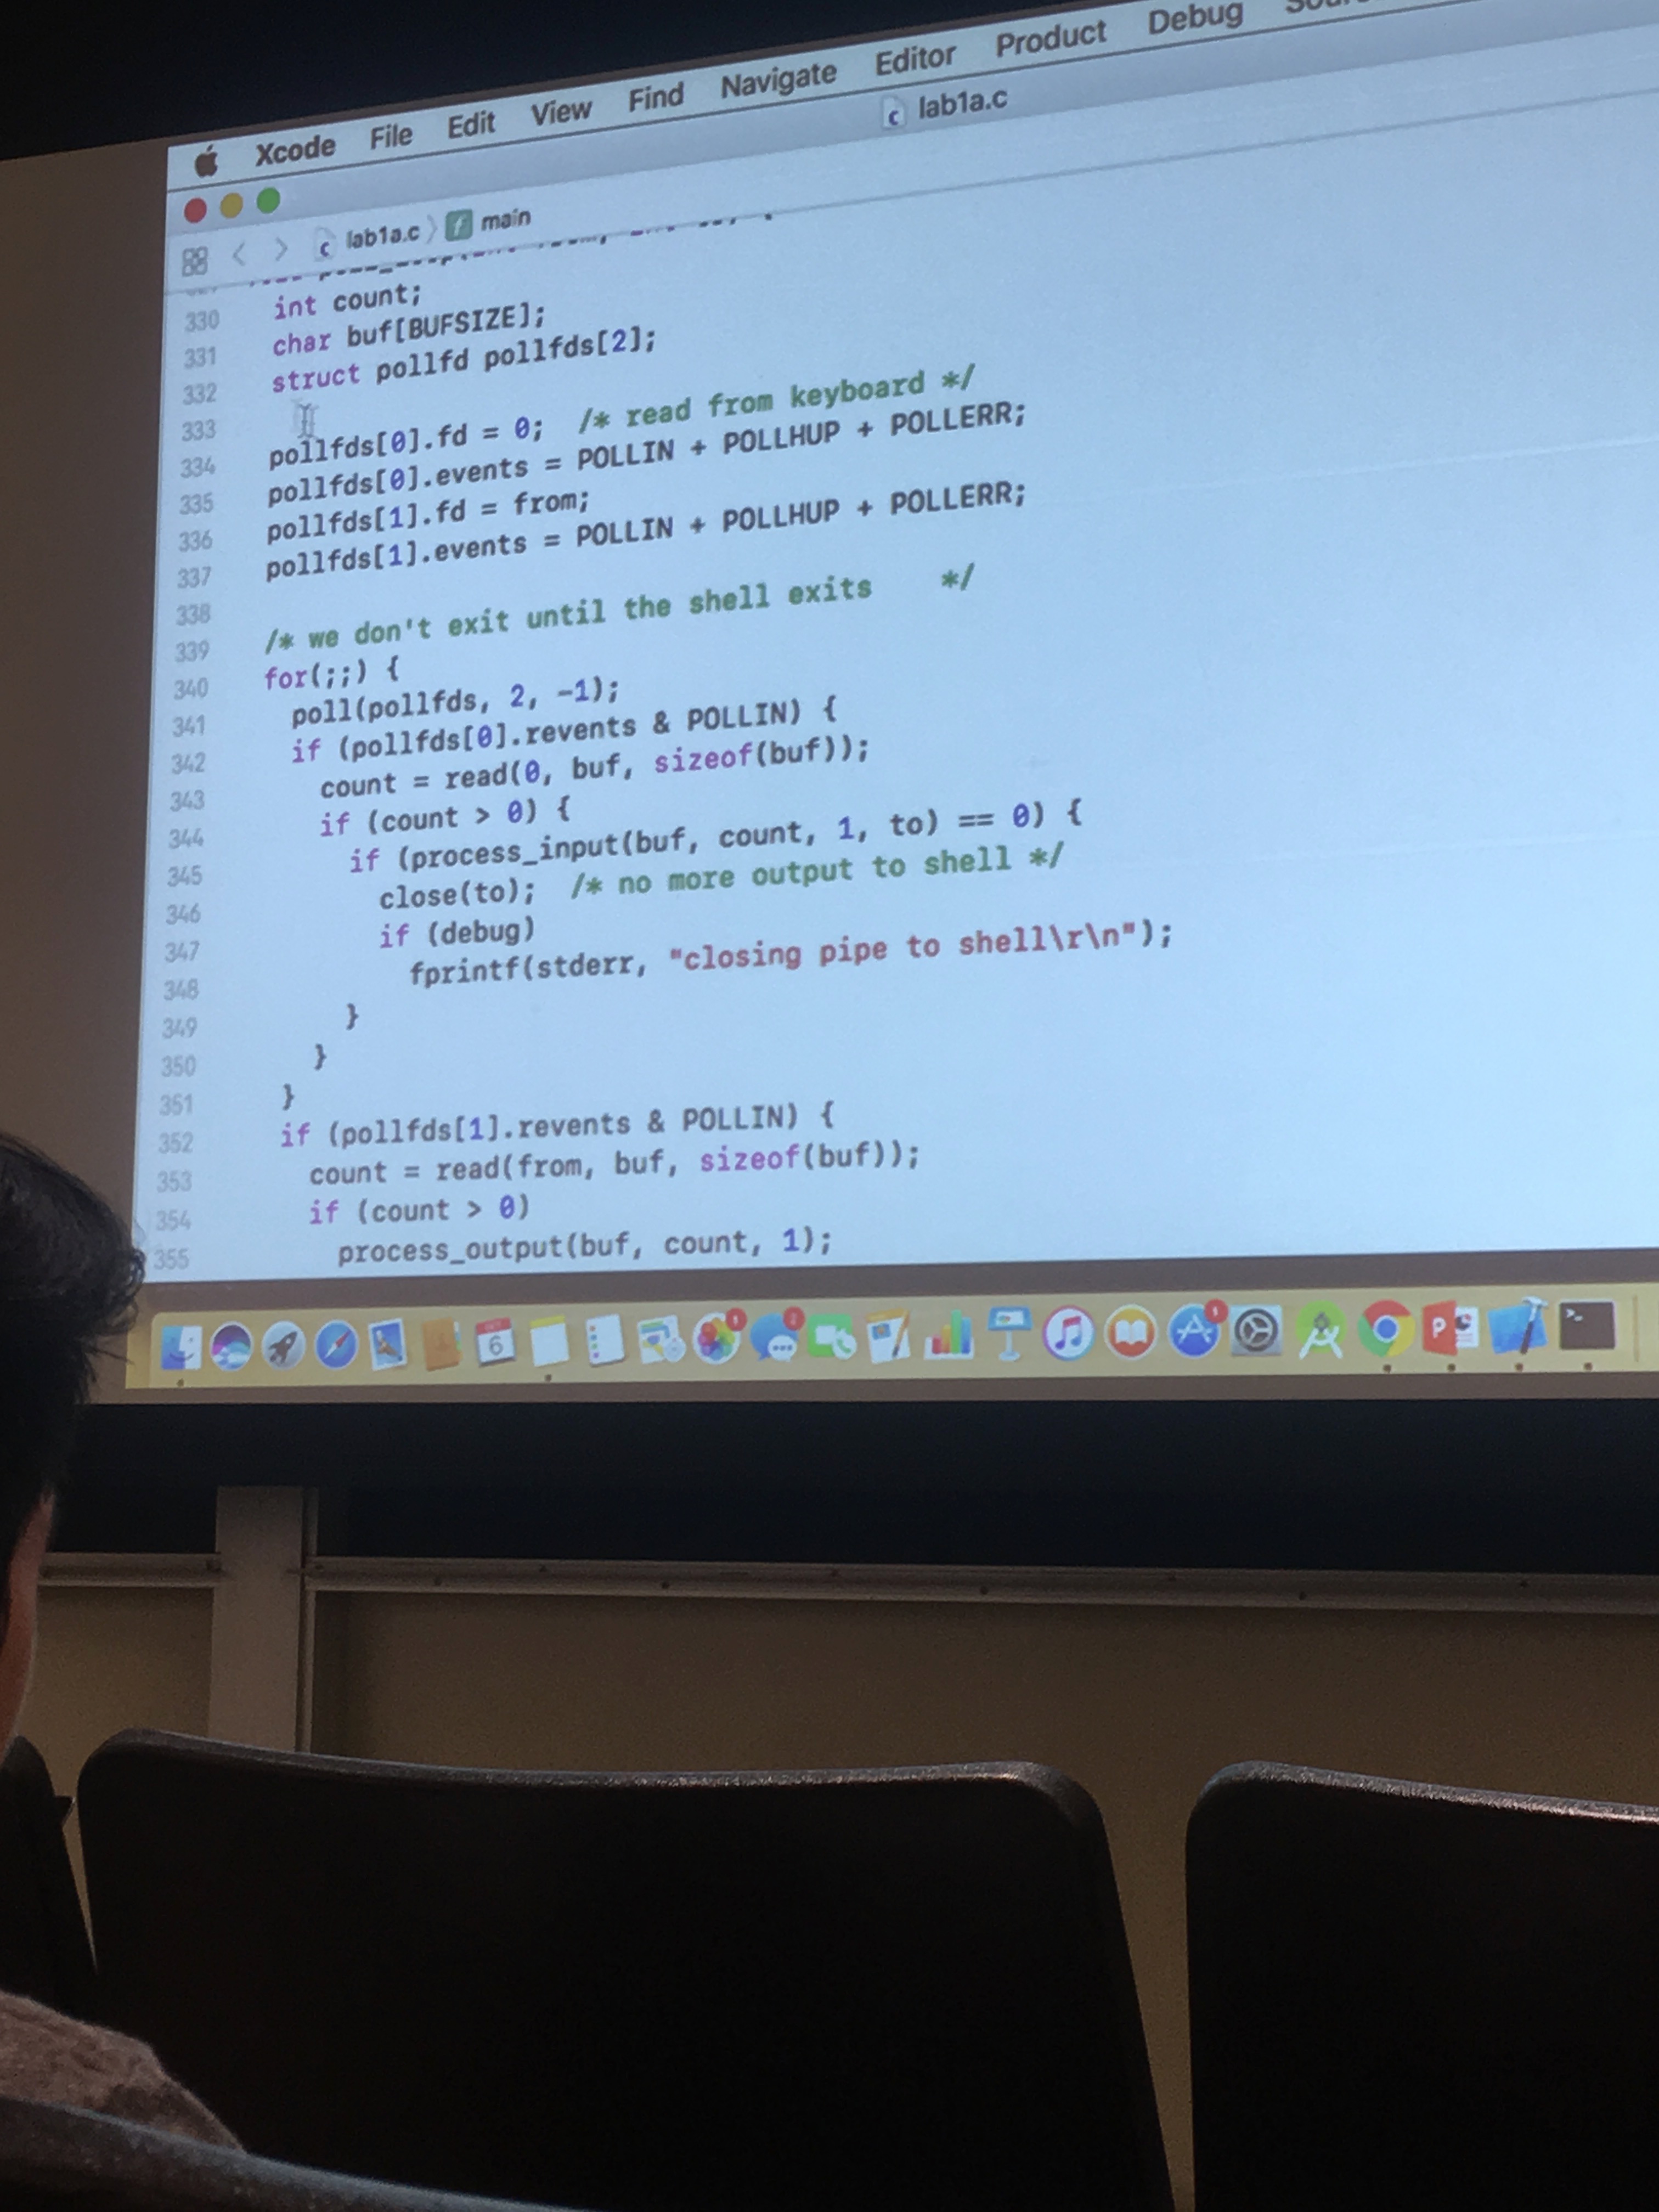 Xcode File Edit View Find Navigate Editor Product Debug
lab1a.c
lab1a.c main
330 int count;
331 char buf[BUFSIZE];
332 struct pollfd pollfds[2];
333
334 pollfds[0].fd = 0; /* read from keyboard */
335 pollfds[0].events = POLLIN + POLLHUP + POLLERR;
336 pollfds[1].fd = from;
337 pollfds[1].events = POLLIN + POLLHUP + POLLERR;
338
339 /* we don't exit until the shell exits */
340 for(;;) {
341 poll(pollfds, 2, -1);
342 if (pollfds[0].revents & POLLIN) {
343 count = read(0, buf, sizeof(buf));
344 if (count > 0) {
345 if (process_input(buf, count, 1, to) == 0) {
346 close(to); /* no more output to shell */
347 if (debug)
348 fprintf(stderr, "closing pipe to shell\r\n");
349 }
350 }
351 }
352 if (pollfds[1].revents & POLLIN) {
353 count = read(from, buf, sizeof(buf));
354 if (count > 0)
355 process_output(buf, count, 1);
6